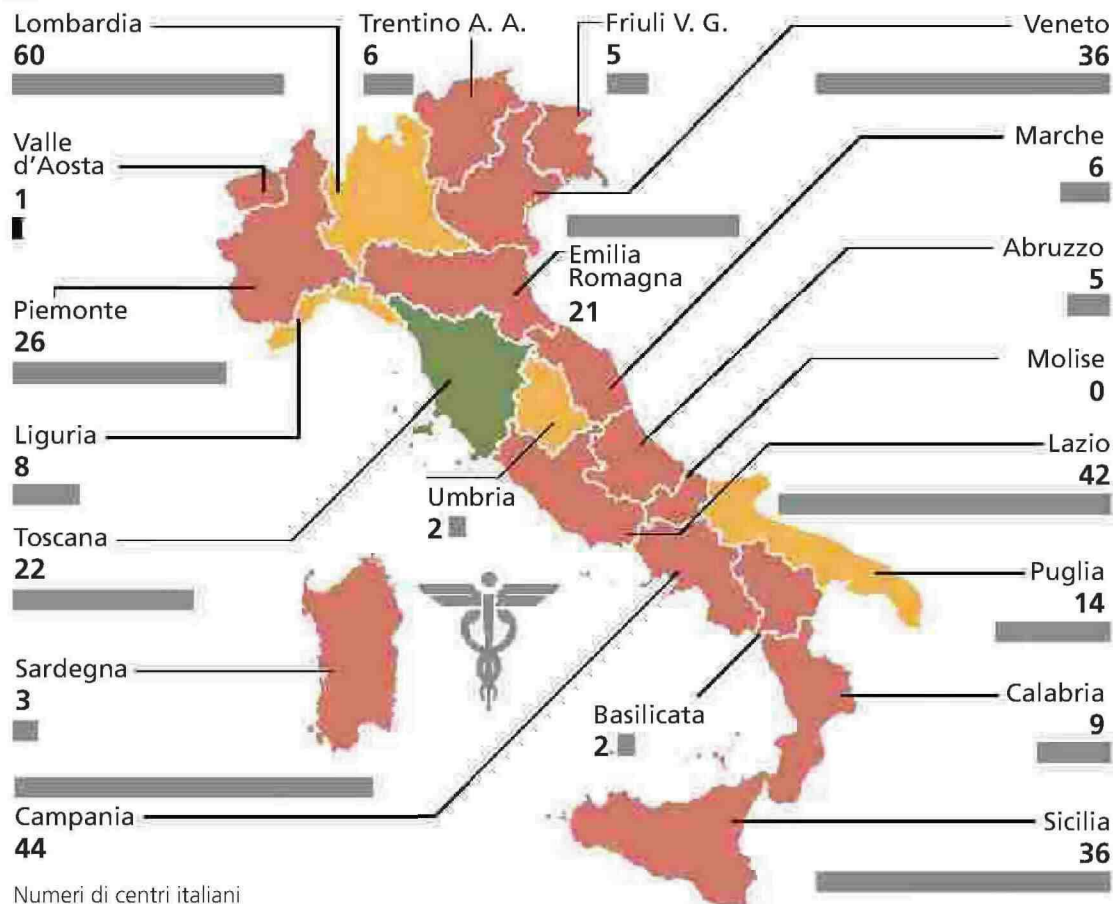 Lombardia
60
Trentino A. A.
6
Friuli V. G.
5
Veneto
36
Valle
d'Aosta
1
Marche
6
Emilia
Romagna
21
Abruzzo
5
Piemonte
26
Molise
0
Liguria
8
Lazio
42
Umbria
2
Toscana
22
Puglia
14
Sardegna
3
Basilicata
2
Calabria
9
Campania
44
Sicilia
36
Numeri di centri italiani